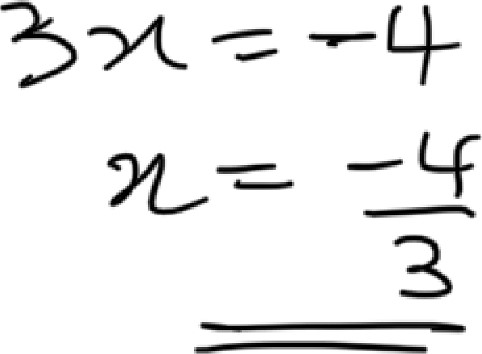 3x = -4
x = -4/3